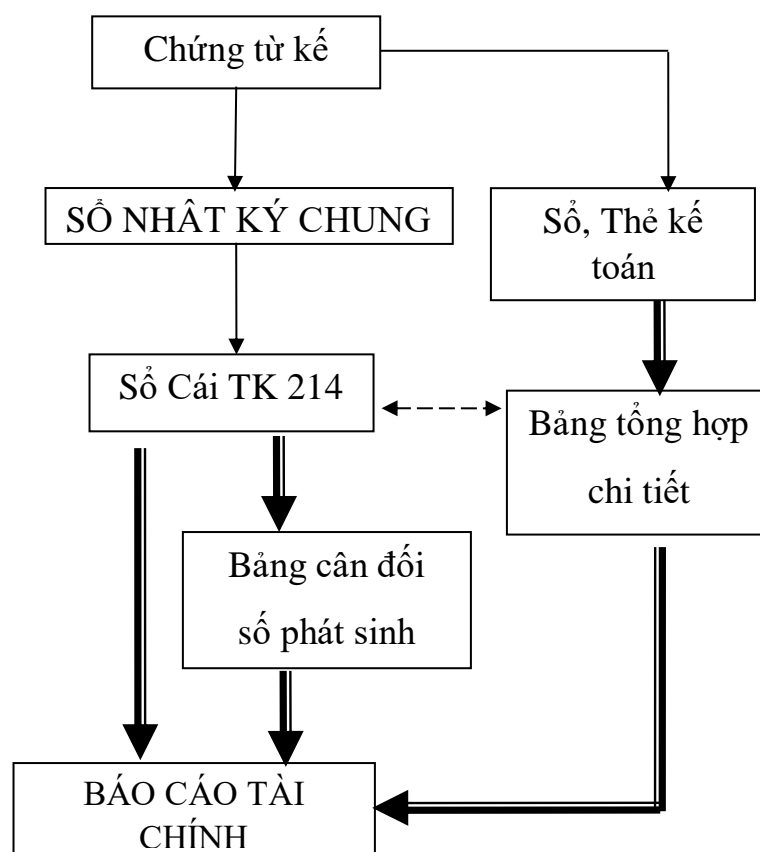 Chứng từ kế
SỔ NHÂT KÝ CHUNG
Sổ, Thẻ kế
toán
Sổ Cái TK 214
Bảng tổng hợp
chi tiết
Bảng cân đối
số phát sinh
BÁO CÁO TÀI
CHÍNH